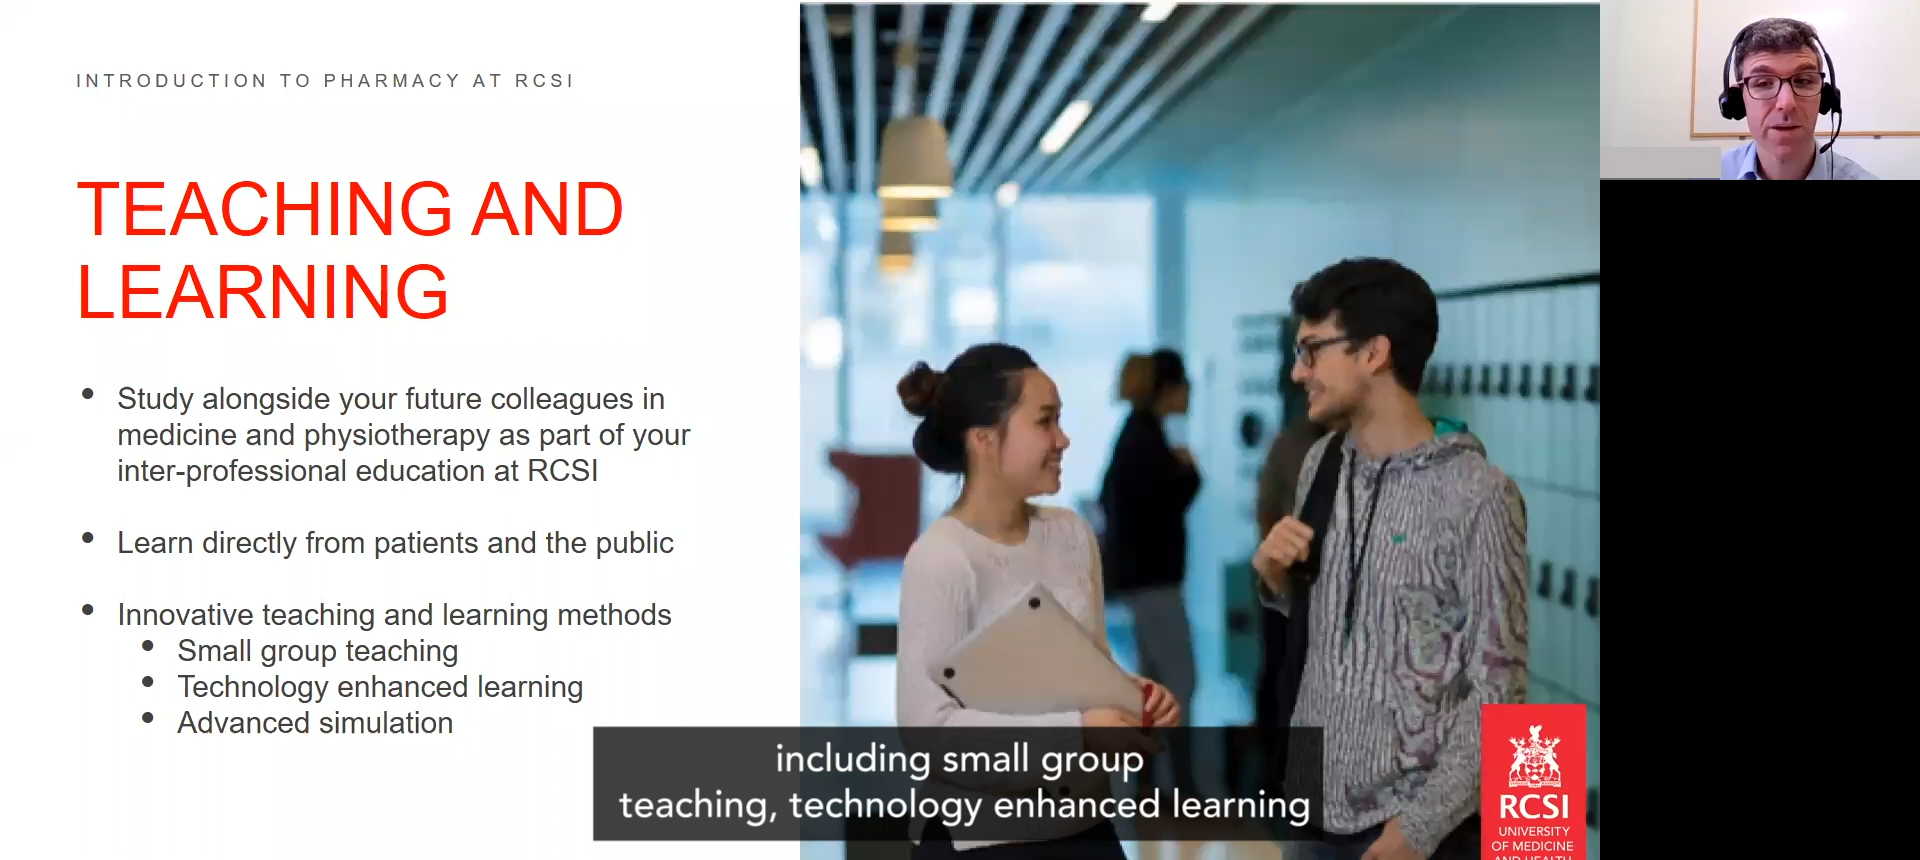 INTRODUCTION TO PHARMACY AT RCSI
TEACHING AND
LEARNING
• Study alongside your future colleagues in
medicine and physiotherapy as part of your
inter-professional education at RCSI
• Learn directly from patients and the public
• Innovative teaching and learning methods
• Small group teaching
• Technology enhanced learning
• Advanced simulation
including small group
teaching, technology enhanced learning
RCSI
UNIVERSITY
OF MEDICINE
AND HEALTH